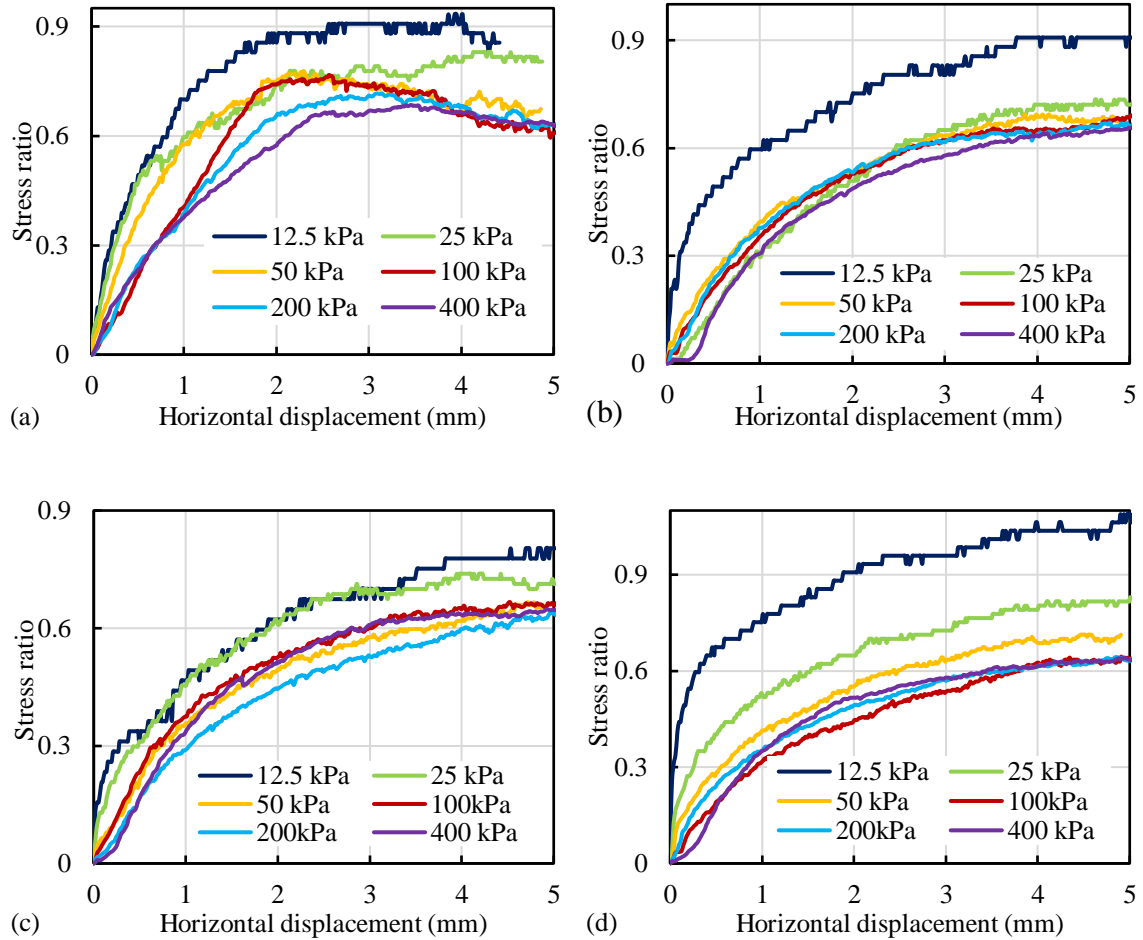 0.9
0.6
0.3
0
Stress ratio
12.5 kPa 25 kPa
50 kPa 100 kPa
200 kPa 400 kPa
0 1 2 3 4 5
(a) Horizontal displacement (mm)
0.9
0.6
0.3
0
Stress ratio
12.5 kPa 25 kPa
50 kPa 100 kPa
200 kPa 400 kPa
0 1 2 3 4 5
(b) Horizontal displacement (mm)
0.9
0.6
0.3
0
Stress ratio
12.5 kPa 25 kPa
50 kPa 100kPa
200kPa 400 kPa
0 1 2 3 4 5
(c) Horizontal displacement (mm)
0.9
0.6
0.3
0
Stress ratio
12.5 kPa 25 kPa
50 kPa 100kPa
200kPa 400 kPa
0 1 2 3 4 5
(d) Horizontal displacement (mm)